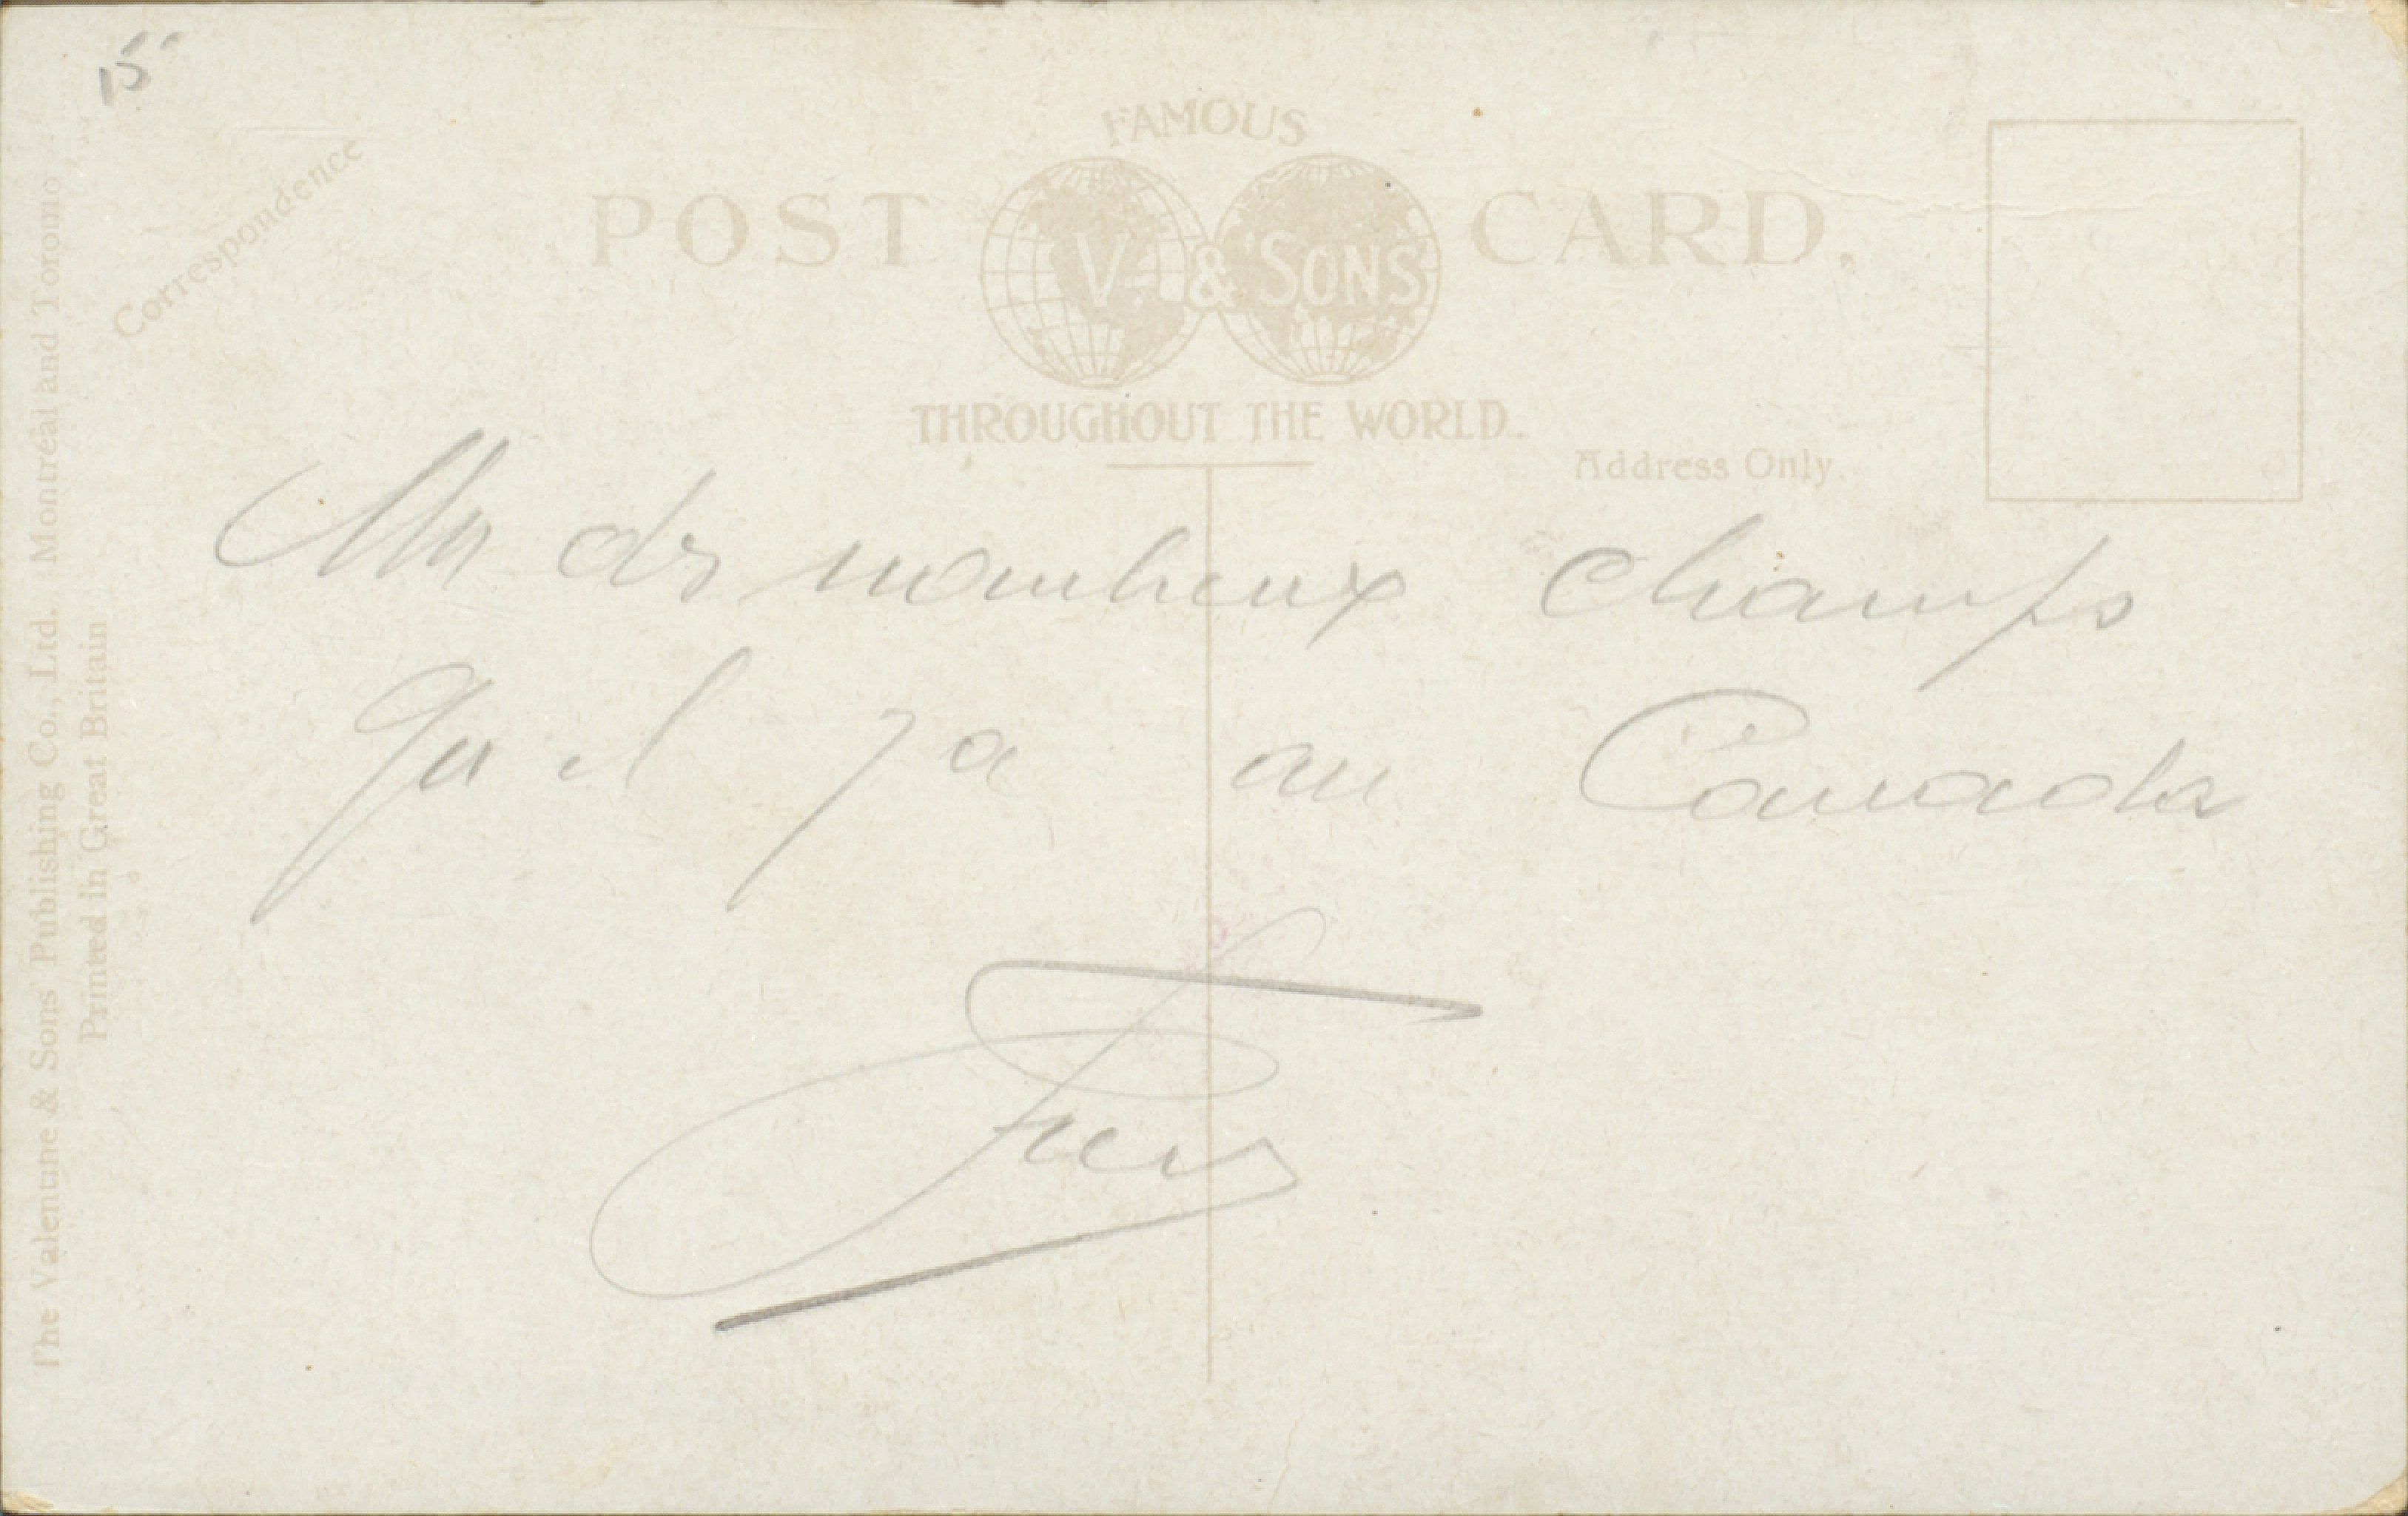 15
Correspondence
FAMOUS
POST CARD.
V. & SONS
THROUGHOUT THE WORLD.
Address Only.
The Valentine & Sons' Publishing Co., Ltd. Montreal and Toronto
Printed in Great Britain
Un des nombreux champs
qu'il y a au Canada